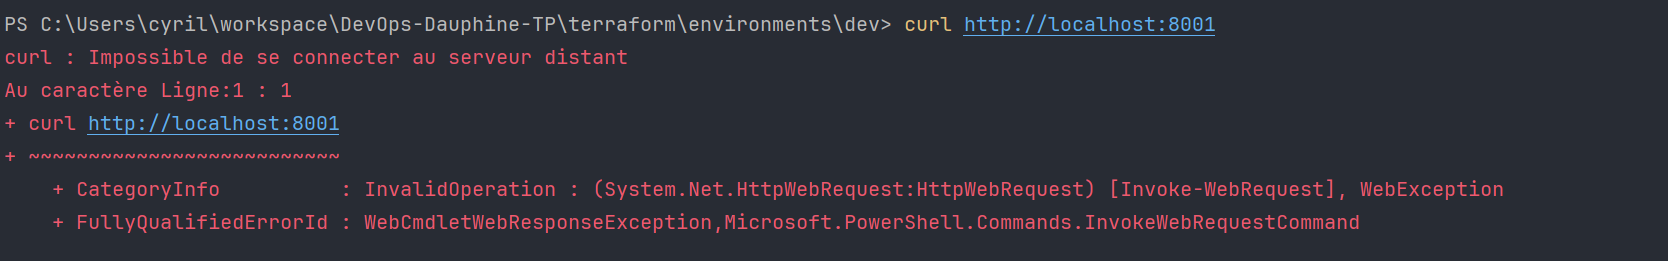 PS C:\Users\cyril\workspace\DevOps-Dauphine-TP\terraform\environments\dev> curl http://localhost:8001
curl : Impossible de se connecter au serveur distant
Au caractère Ligne:1 : 1
+ curl http://localhost:8001
+ ~~~~~~~~~~~~~~~~~~~~~~~~~~
    + CategoryInfo          : InvalidOperation : (System.Net.HttpWebRequest:HttpWebRequest) [Invoke-WebRequest], WebException
    + FullyQualifiedErrorId : WebCmdletWebResponseException,Microsoft.PowerShell.Commands.InvokeWebRequestCommand